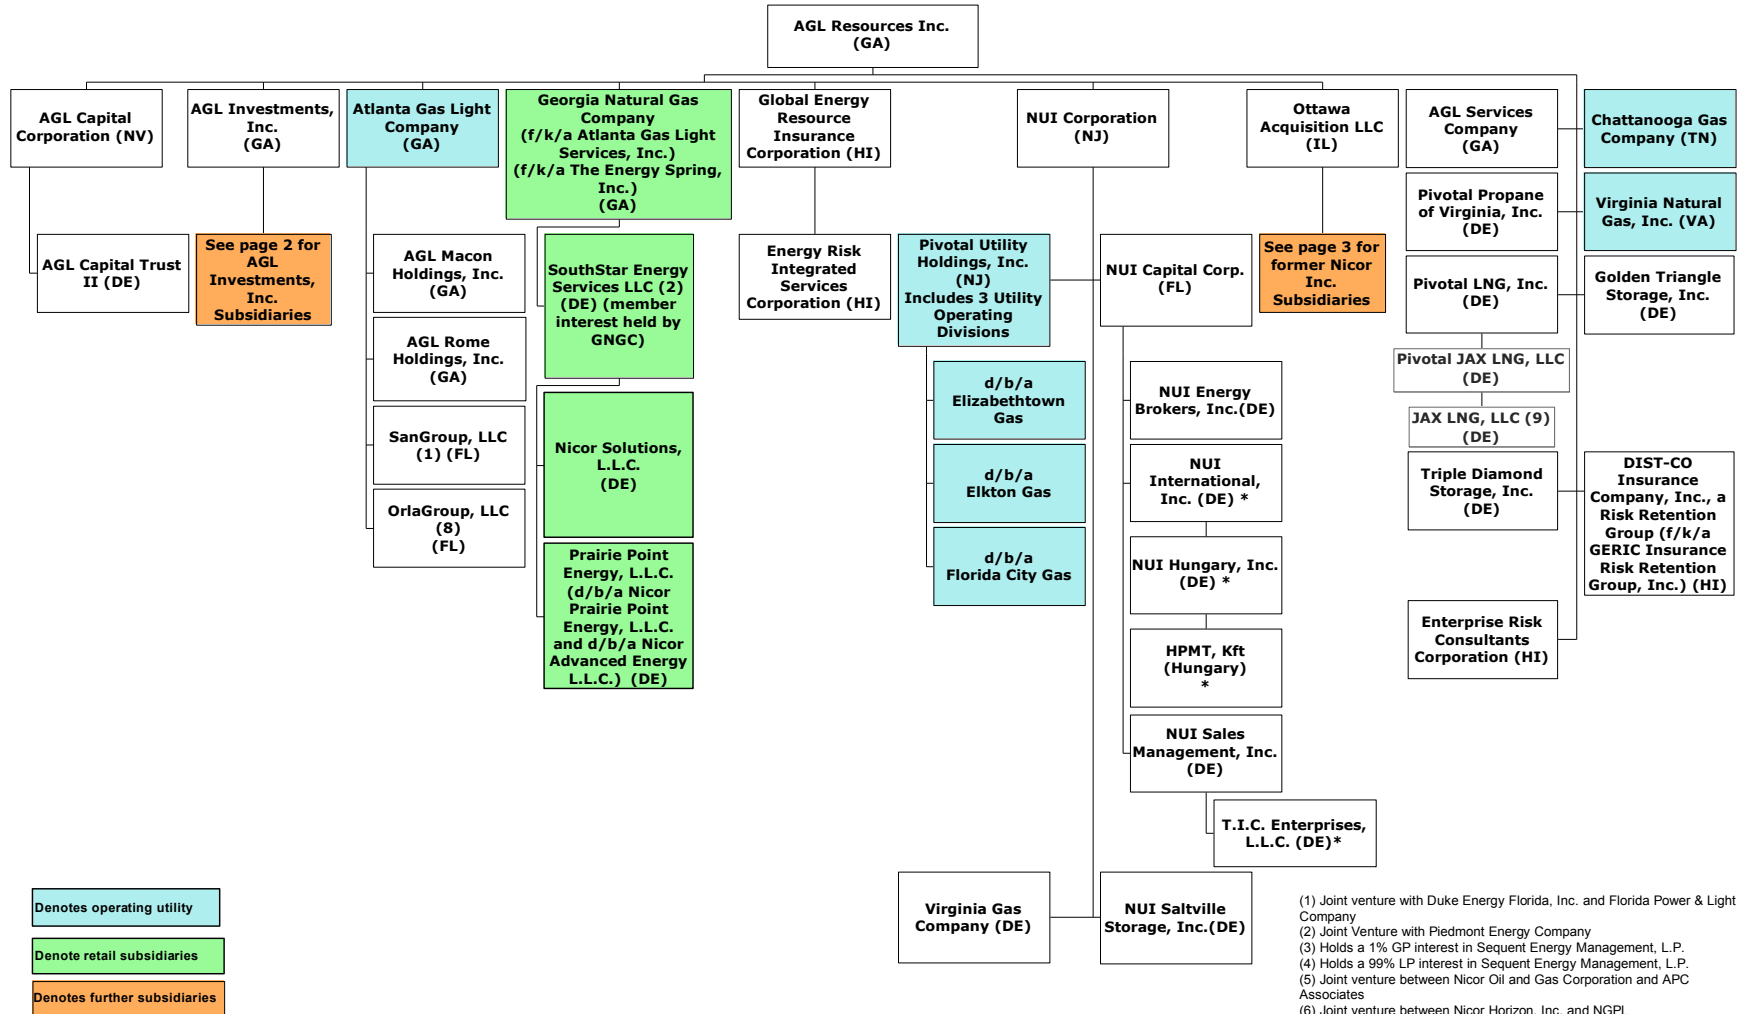 AGL Resources Inc.
(GA)
AGL Capital
Corporation (NV)
AGL Investments,
Inc.
(GA)
Atlanta Gas Light
Company
(GA)
Georgia Natural Gas
Company
(f/k/a Atlanta Gas Light
Services, Inc.)
(f/k/a The Energy Spring,
Inc.)
(GA)
Global Energy
Resource
Insurance
Corporation (HI)
NUI Corporation
(NJ)
Ottawa
Acquisition LLC
(IL)
AGL Services
Company
(GA)
Chattanooga Gas
Company (TN)
Pivotal Propane
of Virginia, Inc.
(DE)
Virginia Natural
Gas, Inc. (VA)
AGL Capital Trust
II (DE)
See page 2 for
AGL
Investments,
Inc.
Subsidiaries
AGL Macon
Holdings, Inc.
(GA)
SouthStar Energy
Services LLC (2)
(DE) (member
interest held by
GNGC)
Energy Risk
Integrated
Services
Corporation (HI)
Pivotal Utility
Holdings, Inc.
(NJ)
Includes 3 Utility
Operating
Divisions
NUI Capital Corp.
(FL)
See page 3 for
former Nicor
Inc.
Subsidiaries
Pivotal LNG, Inc.
(DE)
Golden Triangle
Storage, Inc.
(DE)
AGL Rome
Holdings, Inc.
(GA)
Pivotal JAX LNG, LLC
(DE)
d/b/a
Elizabethtown
Gas
NUI Energy
Brokers, Inc.(DE)
JAX LNG, LLC (9)
(DE)
SanGroup, LLC
(1) (FL)
Nicor Solutions,
L.L.C.
(DE)
d/b/a
Elkton Gas
NUI
International,
Inc. (DE) *
Triple Diamond
Storage, Inc.
(DE)
DIST-CO
Insurance
Company, Inc., a
Risk Retention
Group (f/k/a
GERIC Insurance
Risk Retention
Group, Inc.) (HI)
OrlaGroup, LLC
(8)
(FL)
Prairie Point
Energy, L.L.C.
(d/b/a Nicor
Prairie Point
Energy, L.L.C.
and d/b/a Nicor
Advanced Energy
L.L.C.) (DE)
d/b/a
Florida City Gas
NUI Hungary, Inc.
(DE) *
Enterprise Risk
Consultants
Corporation (HI)
HPMT, Kft
(Hungary)
*
NUI Sales
Management, Inc.
(DE)
T.I.C. Enterprises,
L.L.C. (DE)*
Virginia Gas
Company (DE)
NUI Saltville
Storage, Inc.(DE)
Denotes operating utility
Denote retail subsidiaries
Denotes further subsidiaries
(1) Joint venture with Duke Energy Florida, Inc. and Florida Power & Light
Company
(2) Joint Venture with Piedmont Energy Company
(3) Holds a 1% GP interest in Sequent Energy Management, L.P.
(4) Holds a 99% LP interest in Sequent Energy Management, L.P.
(5) Joint venture between Nicor Oil and Gas Corporation and APC
Associates
(6) Joint venture between Nicor Horizon, Inc. and NGPL